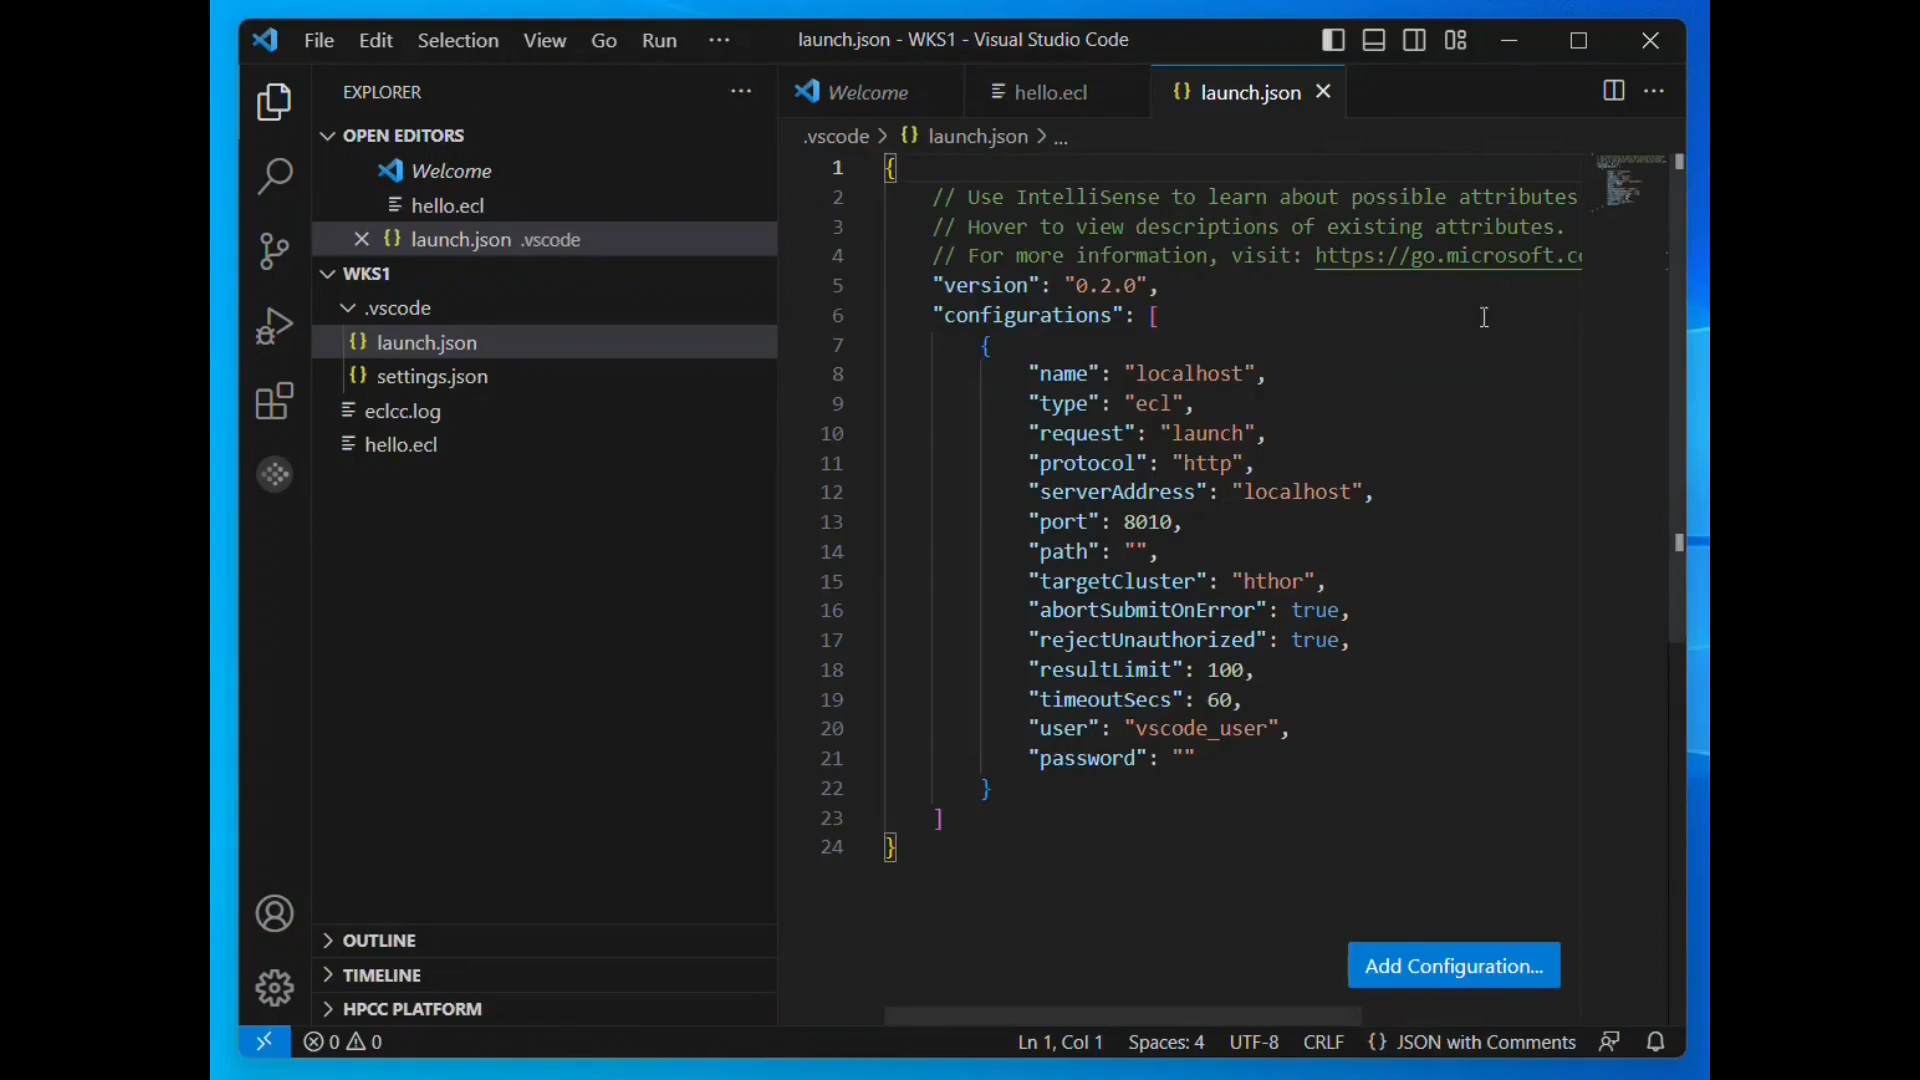 File Edit Selection View Go Run ··· launch.json - WKS1 - Visual Studio Code
EXPLORER ···
OPEN EDITORS
Welcome
hello.ecl
launch.json .vscode
WKS1
.vscode
launch.json
settings.json
eclcc.log
hello.ecl
OUTLINE
TIMELINE
HPCC PLATFORM
Welcome hello.ecl {} launch.json
.vscode > {} launch.json > ...
1 {
2 // Use IntelliSense to learn about possible attributes
3 // Hover to view descriptions of existing attributes.
4 // For more information, visit: https://go.microsoft.c
5 "version": "0.2.0",
6 "configurations": [
7 {
8 "name": "localhost",
9 "type": "ecl",
10 "request": "launch",
11 "protocol": "http",
12 "serverAddress": "localhost",
13 "port": 8010,
14 "path": "",
15 "targetCluster": "hthor",
16 "abortSubmitOnError": true,
17 "rejectUnauthorized": true,
18 "resultLimit": 100,
19 "timeoutSecs": 60,
20 "user": "vscode_user",
21 "password": ""
22 }
23 ]
24 }
Add Configuration...
0 0 Ln 1, Col 1 Spaces: 4 UTF-8 CRLF {} JSON with Comments